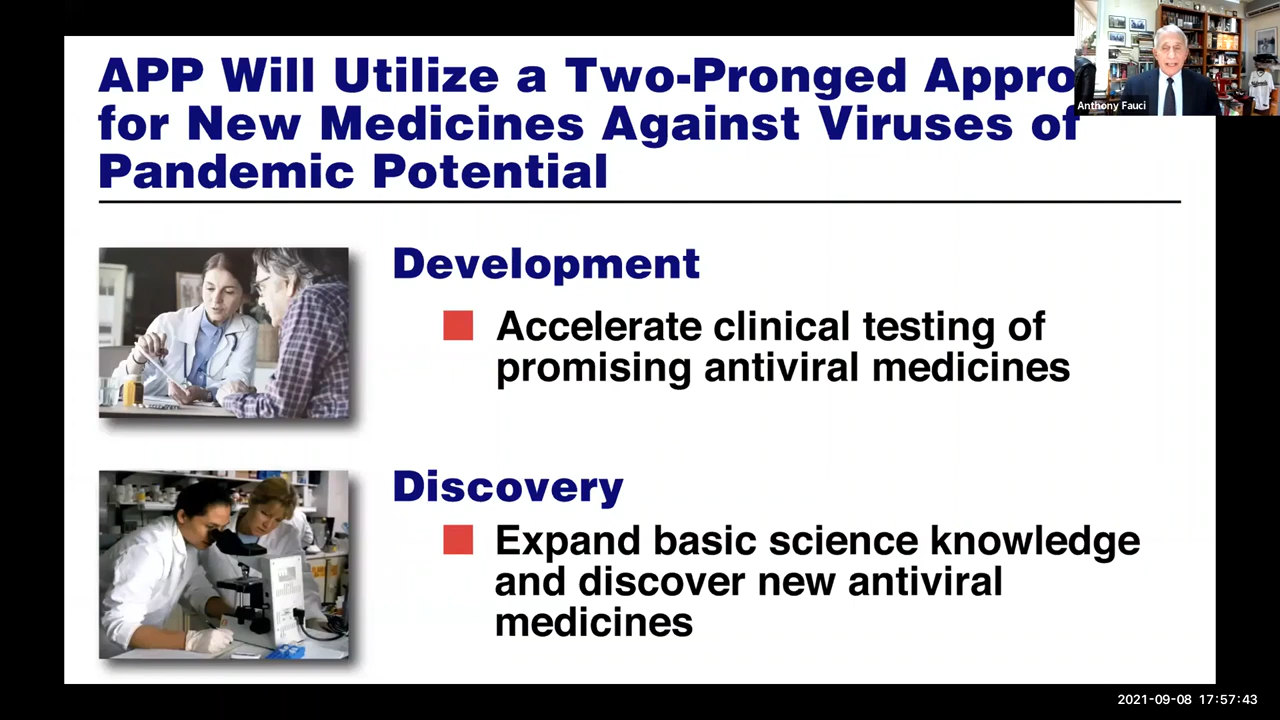 APP Will Utilize a Two-Pronged Appro
for New Medicines Against Viruses of
Pandemic Potential
Anthony Fauci
Development
Accelerate clinical testing of
promising antiviral medicines
Discovery
Expand basic science knowledge
and discover new antiviral
medicines
2021-09-08 17:57:43